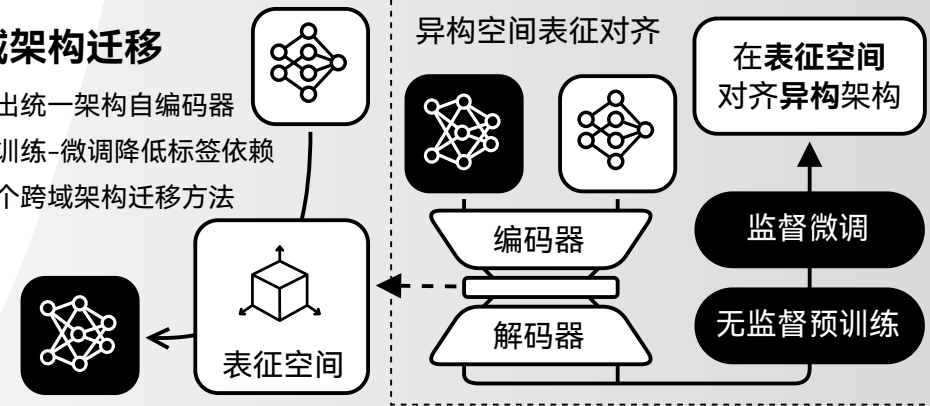 架构迁移
出统一架构自编码器
训练-微调降低标签依赖
个跨域架构迁移方法
表征空间
异构空间表征对齐
编码器
解码器
在表征空间
对齐异构架构
监督微调
无监督预训练